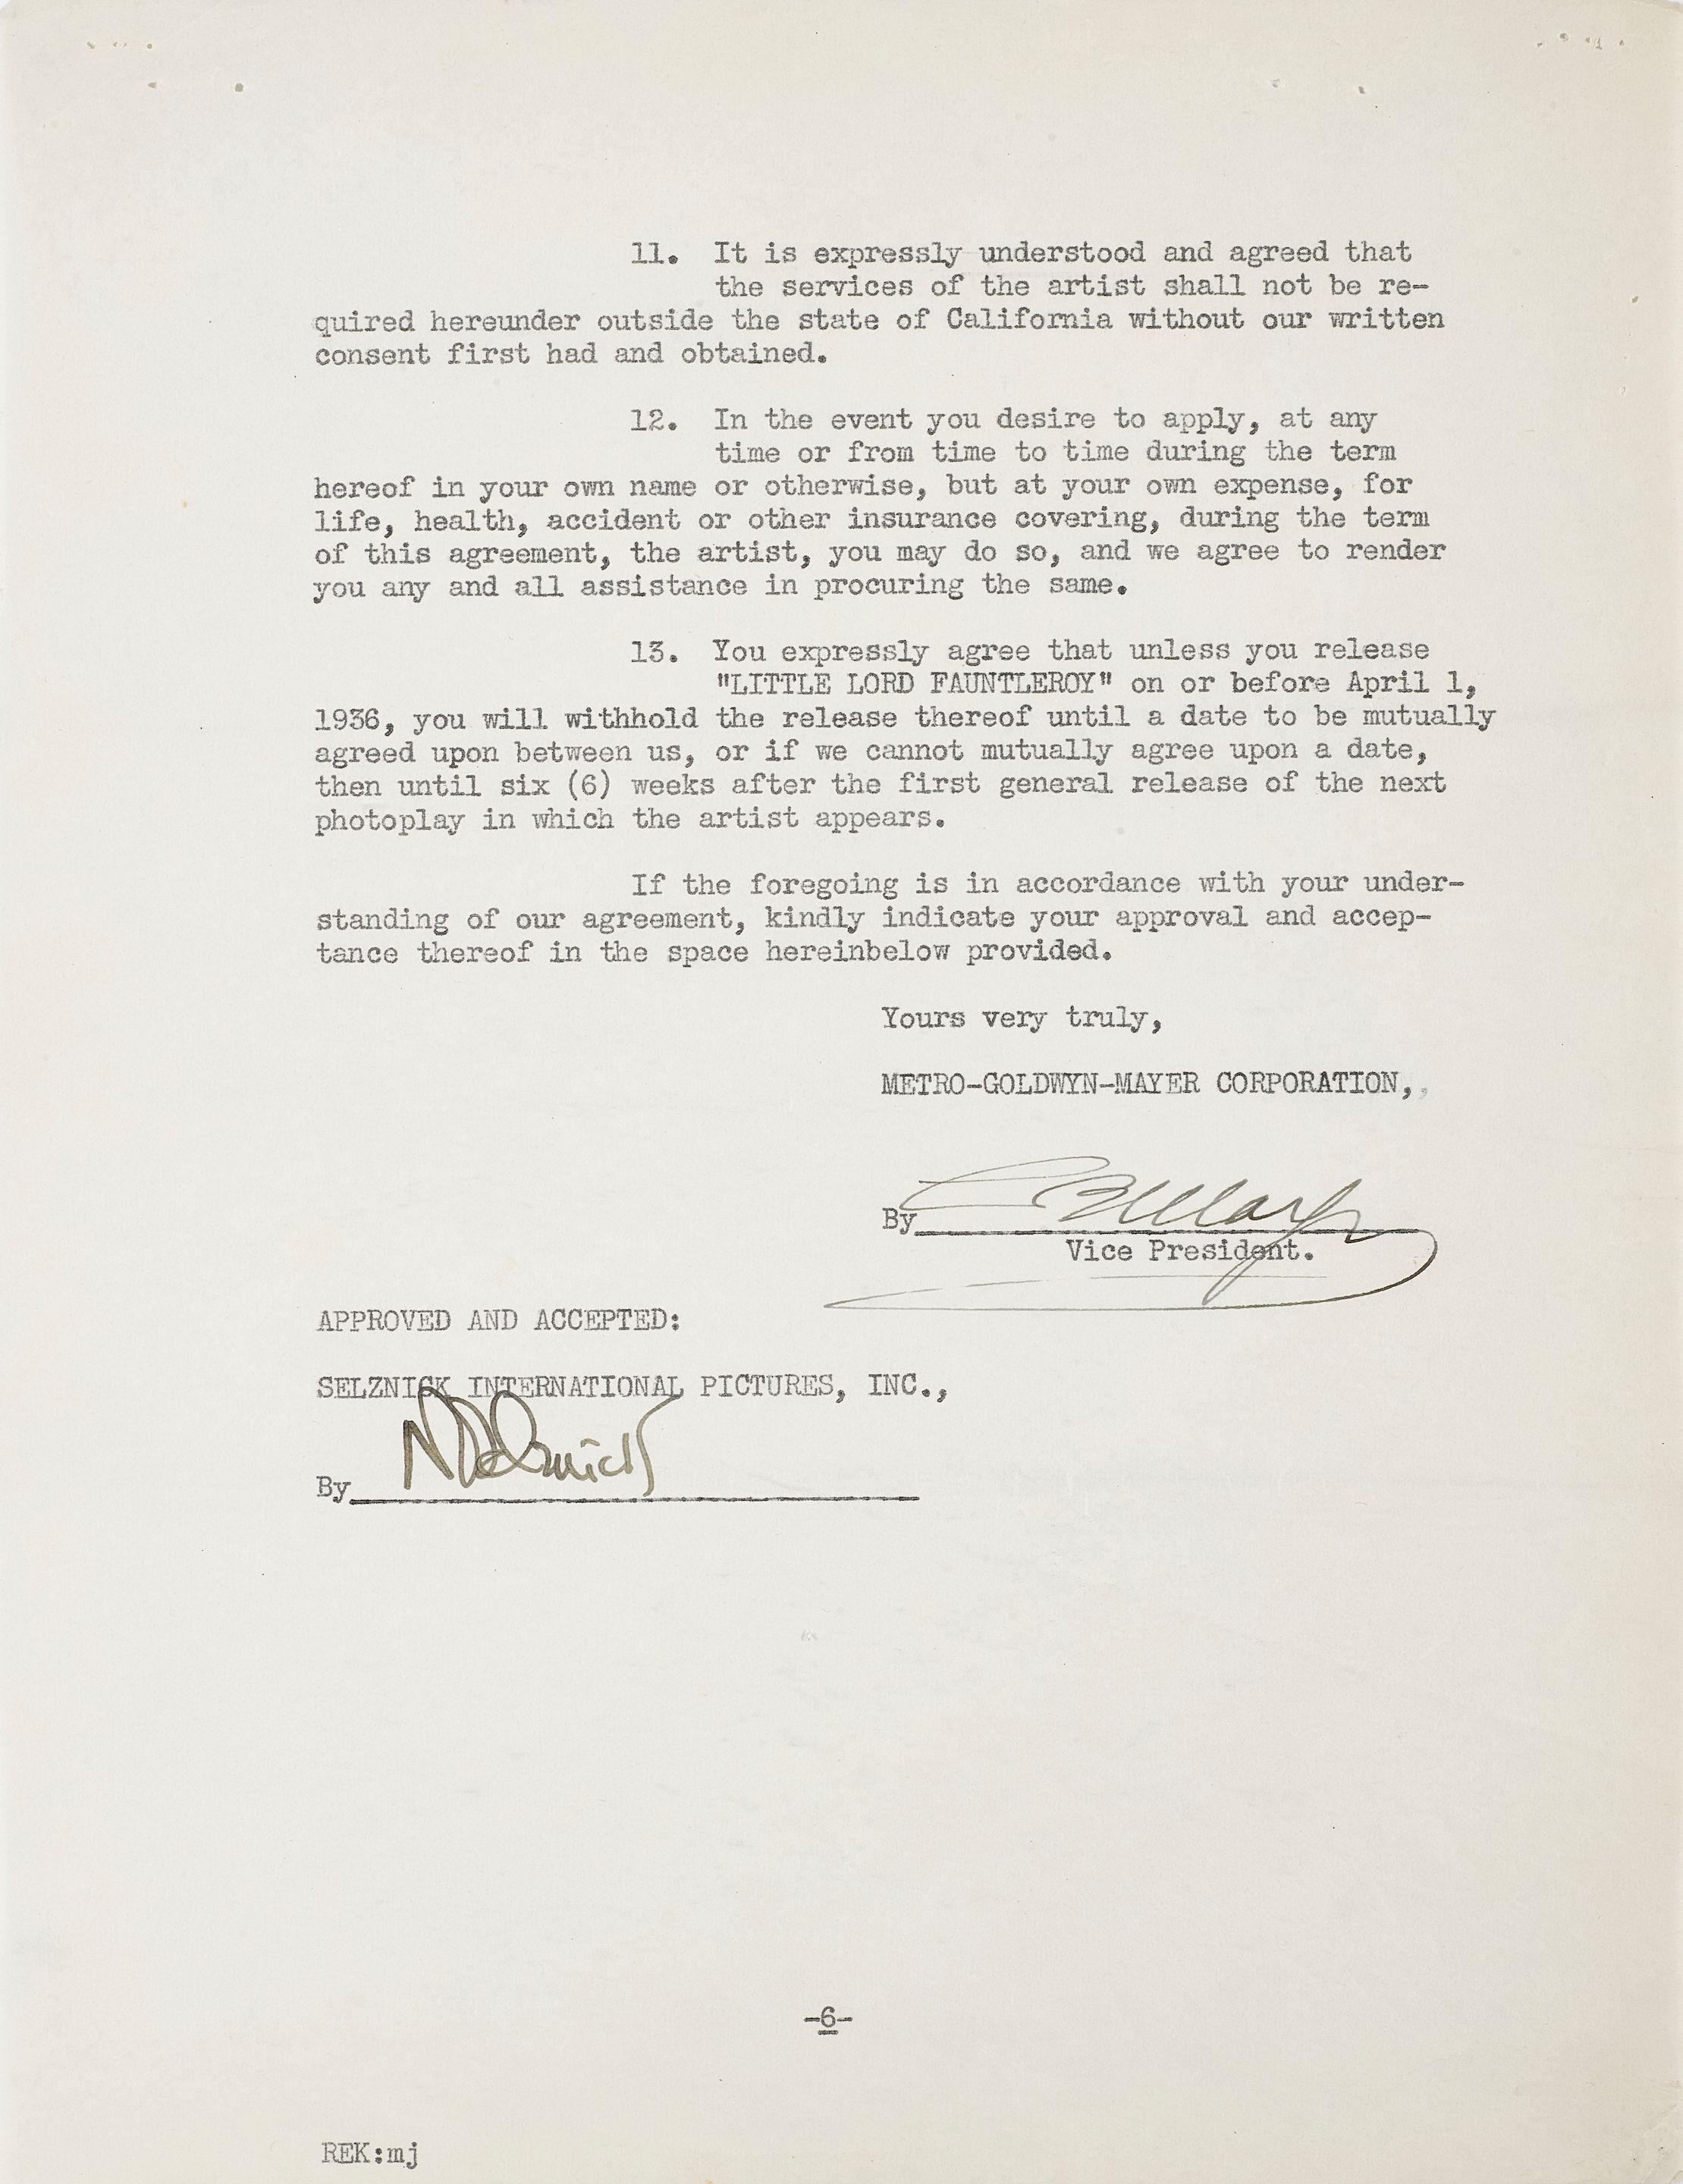 11. It is expressly understood and agreed that
the services of the artist shall not be re-
quired hereunder outside the state of California without our written
consent first had and obtained.
12. In the event you desire to apply, at any
time or from time to time during the term
hereof in your own name or otherwise, but at your own expense, for
life, health, accident or other insurance covering, during the term
of this agreement, the artist, you may do so, and we agree to render
you any and all assistance in procuring the same.
13. You expressly agree that unless you release
"LITTLE LORD FAUNTLEROY" on or before April 1,
1936, you will withhold the release thereof until a date to be mutually
agreed upon between us, or if we cannot mutually agree upon a date,
then until six (6) weeks after the first general release of the next
photoplay in which the artist appears.
If the foregoing is in accordance with your under-
standing of our agreement, kindly indicate your approval and accep-
tance thereof in the space hereinbelow provided.
Yours very truly,
METRO-GOLDWYN-MAYER CORPORATION,,
By
Vice President.
APPROVED AND ACCEPTED:
SELZNICK INTERNATIONAL PICTURES, INC.,
By
-6-
REK:mj